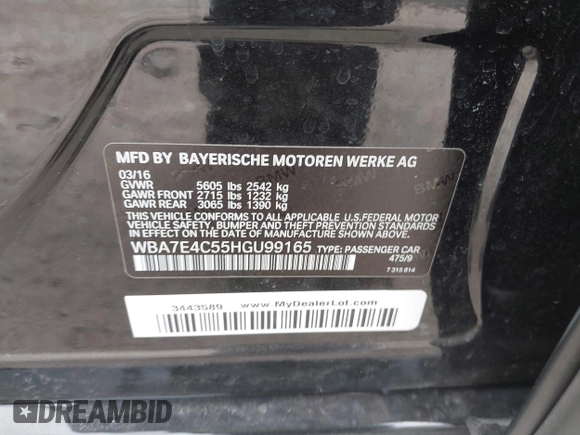 MFD BY BAYERISCHE MOTOREN WERKE AG
03/16
GVWR 5605 lbs 2542 kg
GAWR FRONT 2715 lbs 1232 kg
GAWR REAR 3065 lbs 1390 kg
THIS VEHICLE CONFORMS TO ALL APPLICABLE U.S.FEDERAL MOTOR
VEHICLE SAFETY, BUMPER AND THEFT PREVENTION STANDARDS
IN EFFECT ON THE DATE OF MANUFACTURE SHOWN ABOVE.
WBA7E4C55HGU99165 TYPE: PASSENGER CAR
475/9
7 315 814
3443589 www.MyDealerLot.com
DREAMBID